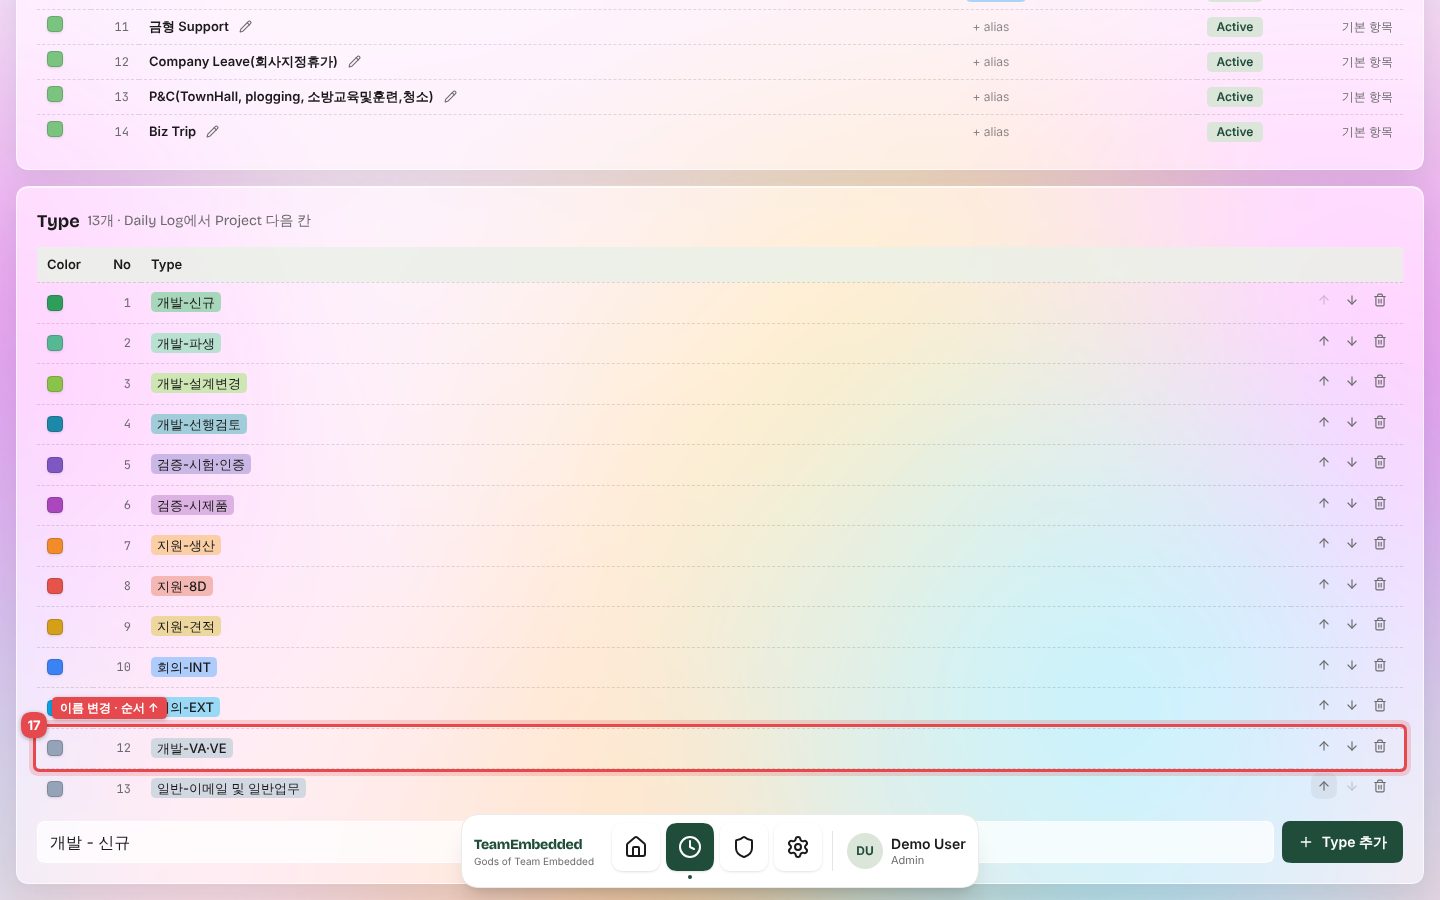 11 금형 Support + alias Active 기본 항목
12 Company Leave(회사지정휴가) + alias Active 기본 항목
13 P&C(TownHall, plogging, 소방교육및훈련,청소) + alias Active 기본 항목
14 Biz Trip + alias Active 기본 항목
Type 13개 · Daily Log에서 Project 다음 칸
Color No Type
1 개발-신규
2 개발-파생
3 개발-설계변경
4 개발-선행검토
5 검증-시험·인증
6 검증-시제품
7 지원-생산
8 지원-8D
9 지원-견적
10 회의-INT
이름 변경 · 순서 ↑ 의-EXT
17
12 개발-VA·VE
13 일반-이메일 및 일반업무
개발 - 신규
+ Type 추가
TeamEmbedded
Gods of Team Embedded
DU
Demo User
Admin